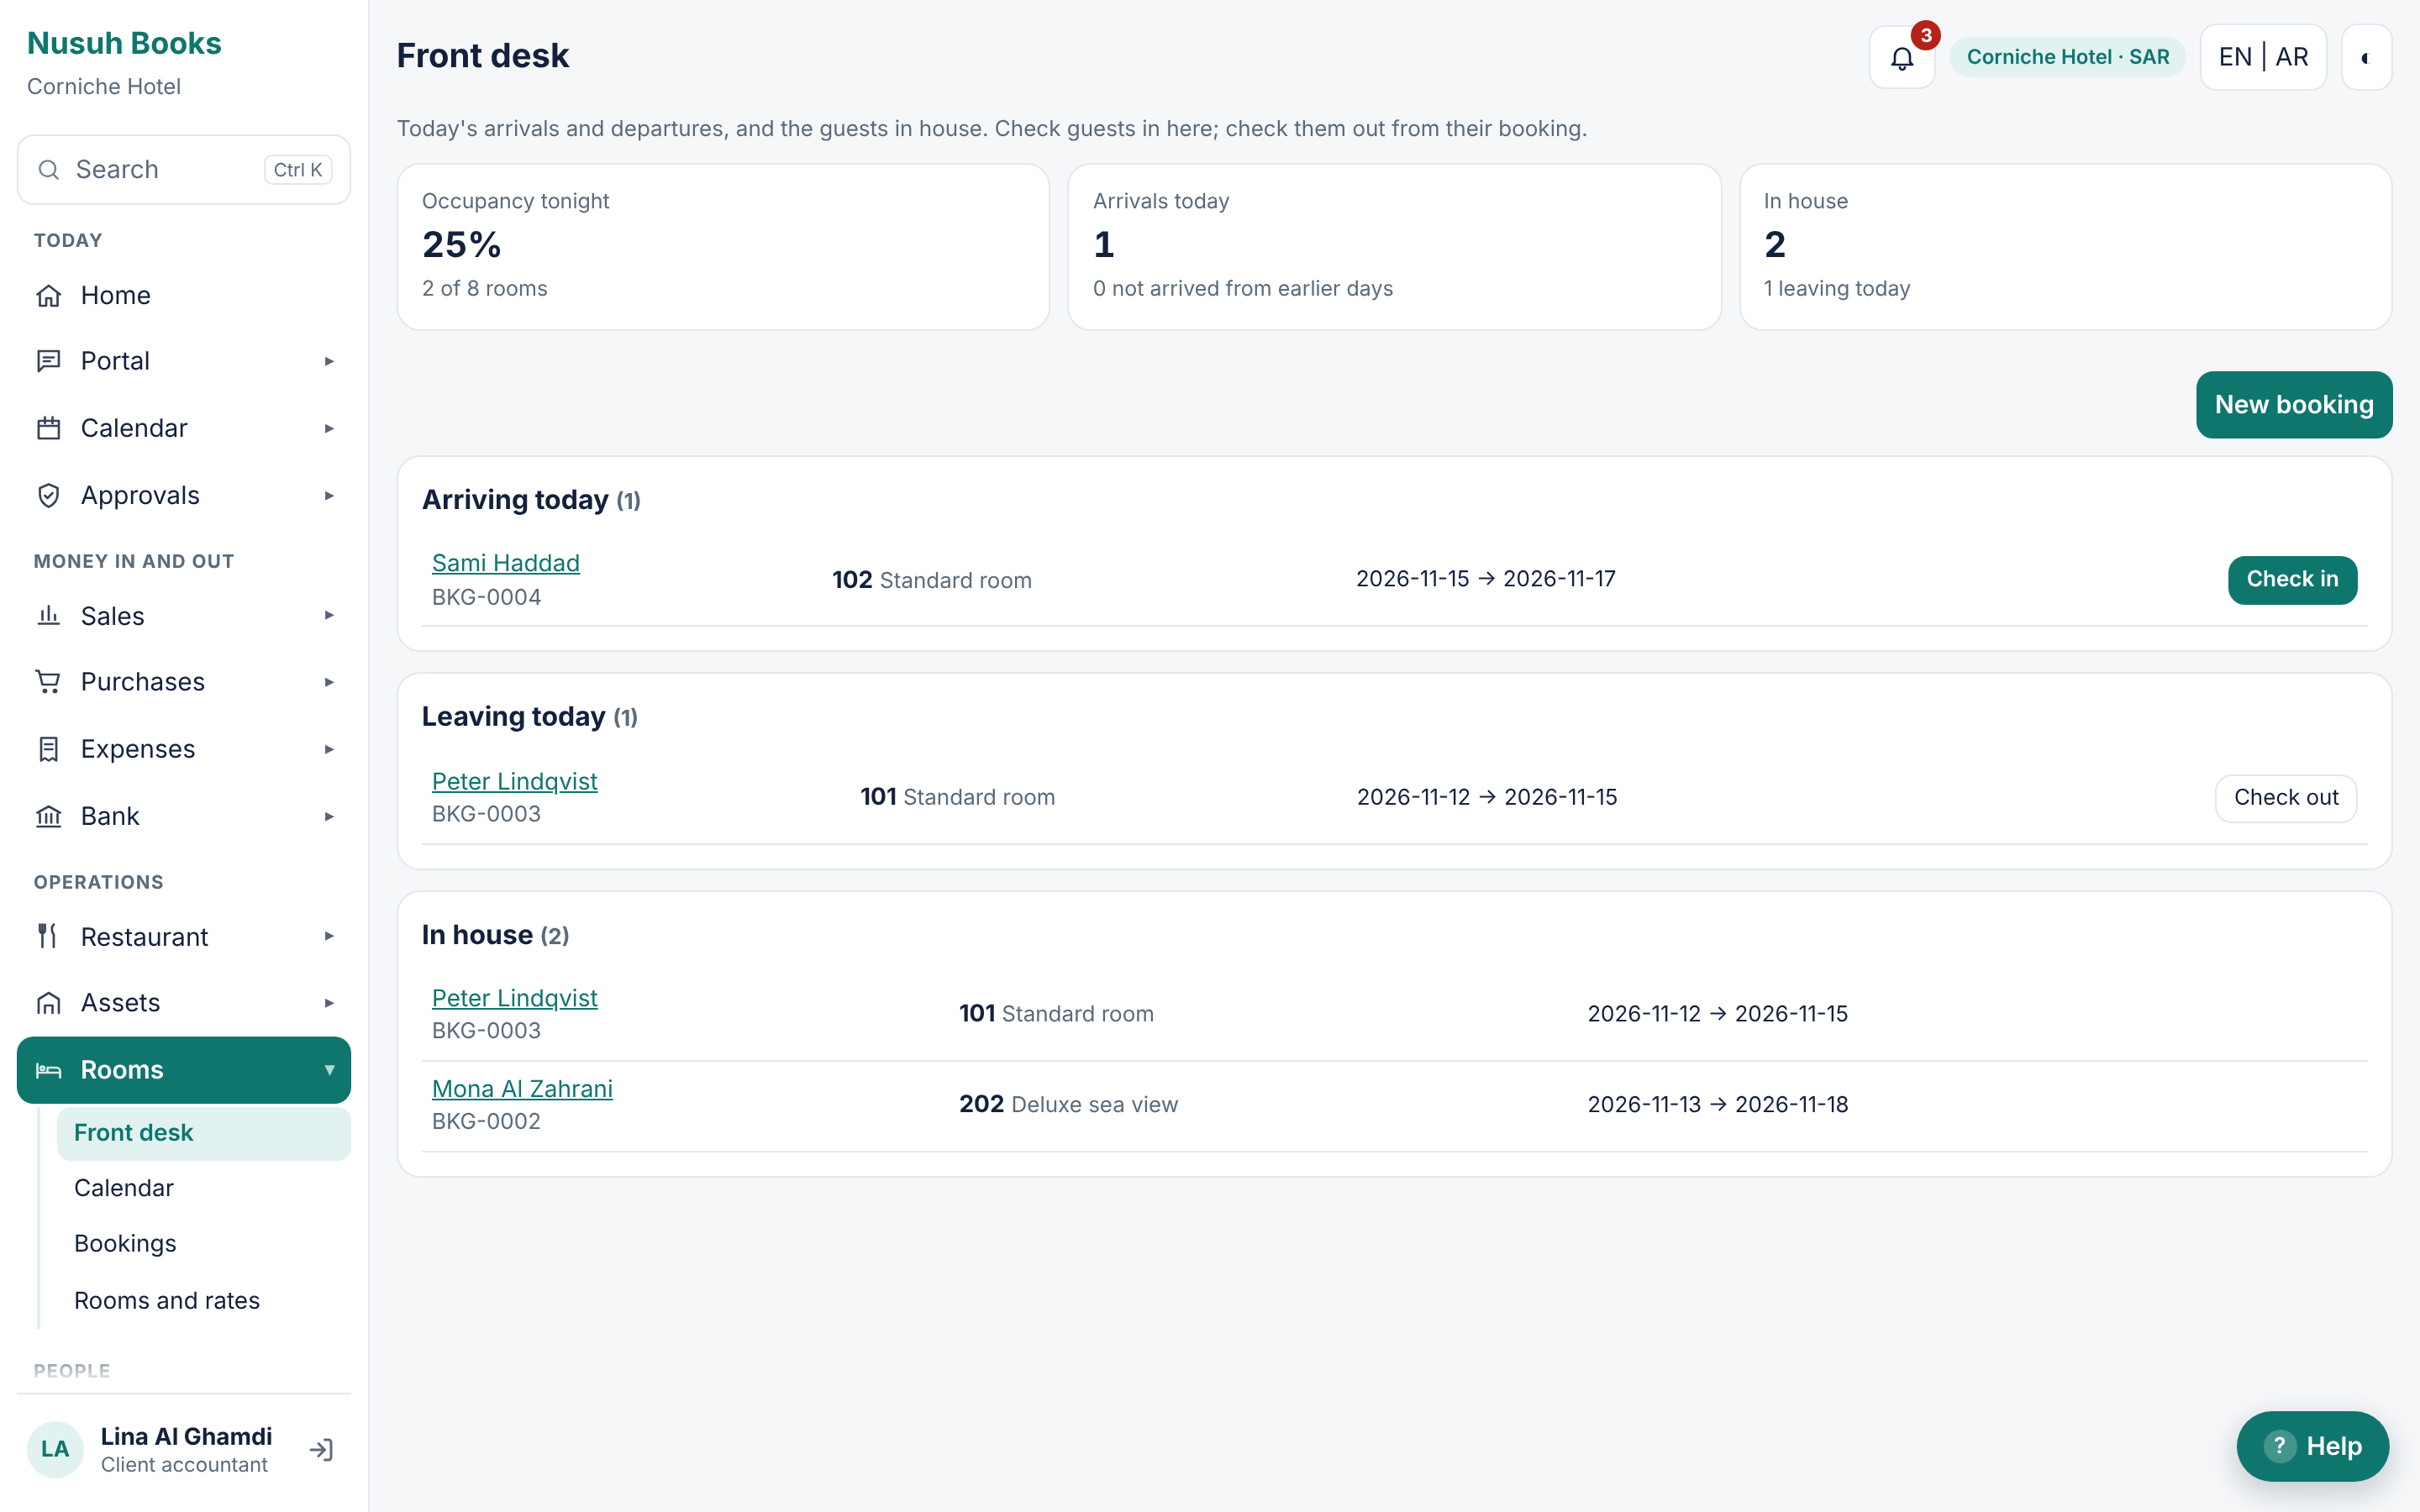 Nusuh Books
Corniche Hotel
Search Ctrl K
TODAY
Home
Portal
Calendar
Approvals
MONEY IN AND OUT
Sales
Purchases
Expenses
Bank
OPERATIONS
Restaurant
Assets
Rooms
Front desk
Calendar
Bookings
Rooms and rates
PEOPLE
LA
Lina Al Ghamdi
Client accountant
Front desk
3
Corniche Hotel · SAR
EN | AR
Today's arrivals and departures, and the guests in house. Check guests in here; check them out from their booking.
Occupancy tonight
25%
2 of 8 rooms
Arrivals today
1
0 not arrived from earlier days
In house
2
1 leaving today
New booking
Arriving today (1)
Sami Haddad
BKG-0004
102 Standard room
2026-11-15 → 2026-11-17
Check in
Leaving today (1)
Peter Lindqvist
BKG-0003
101 Standard room
2026-11-12 → 2026-11-15
Check out
In house (2)
Peter Lindqvist
BKG-0003
101 Standard room
2026-11-12 → 2026-11-15
Mona Al Zahrani
BKG-0002
202 Deluxe sea view
2026-11-13 → 2026-11-18
? Help